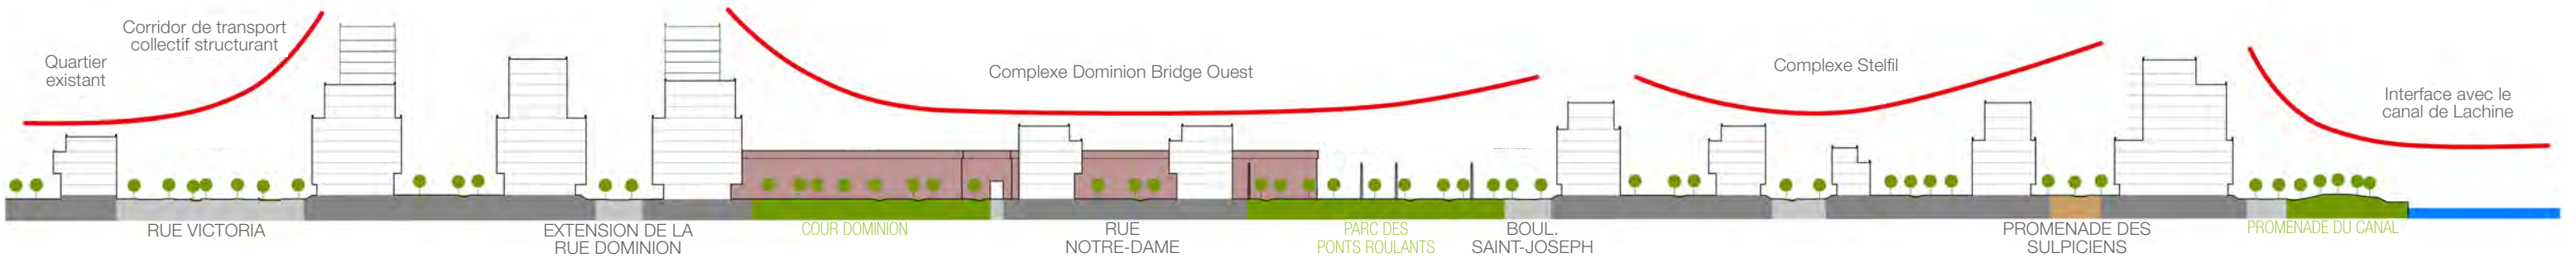 Quartier
existant
Corridor de transport
collectif structurant
Complexe Dominion Bridge Ouest
Complexe Stelfil
Interface avec le
canal de Lachine
RUE VICTORIA
EXTENSION DE LA
RUE DOMINION
COUR DOMINION
RUE
NOTRE-DAME
PARC DES
PONTS ROULANTS
BOUL.
SAINT-JOSEPH
PROMENADE DES
SULPICIENS
PROMENADE DU CANAL